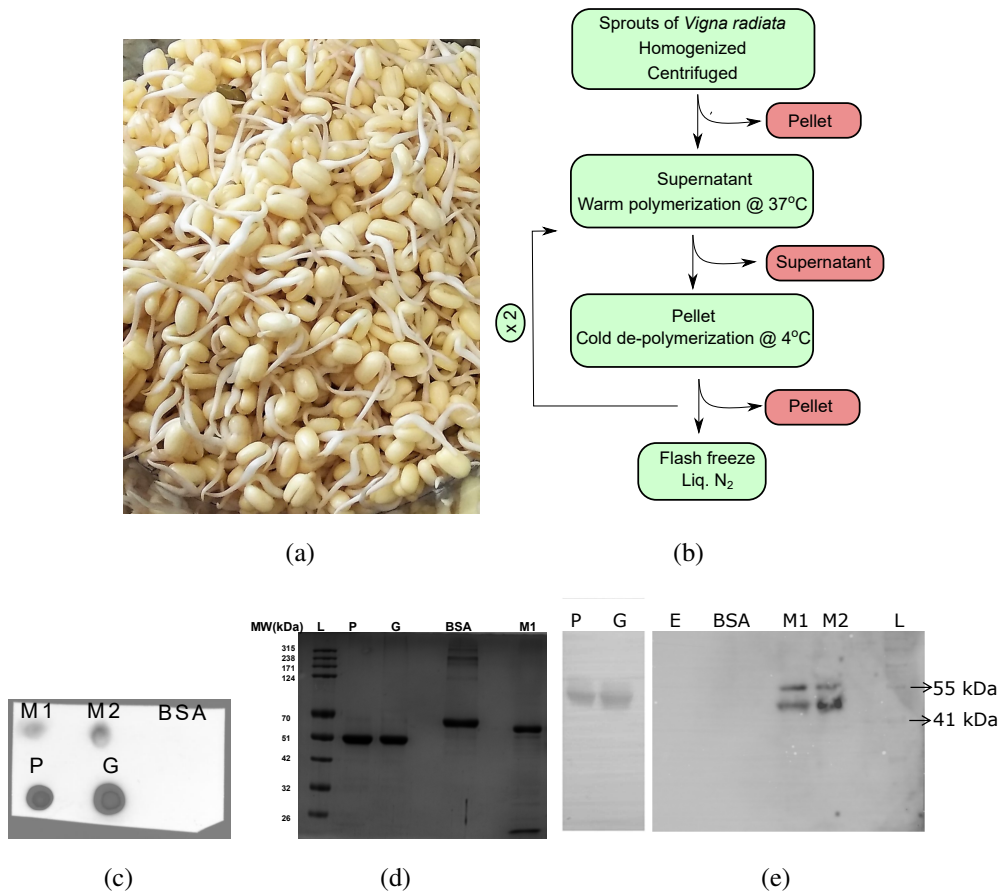 Sprouts of Vigna radiata
Homogenized
Centrifuged
Pellet
Supernatant
Warm polymerization @ 37°C
Supernatant
x 2
Pellet
Cold de-polymerization @ 4°C
Pellet
Flash freeze
Liq. N₂
(a)
(b)
M1 M2 BSA
P G
(c)
MW(kDa) L P G BSA M1
315
238
171
124
70
51
42
32
26
(d)
P G E BSA M1 M2 L
55 kDa
41 kDa
(e)